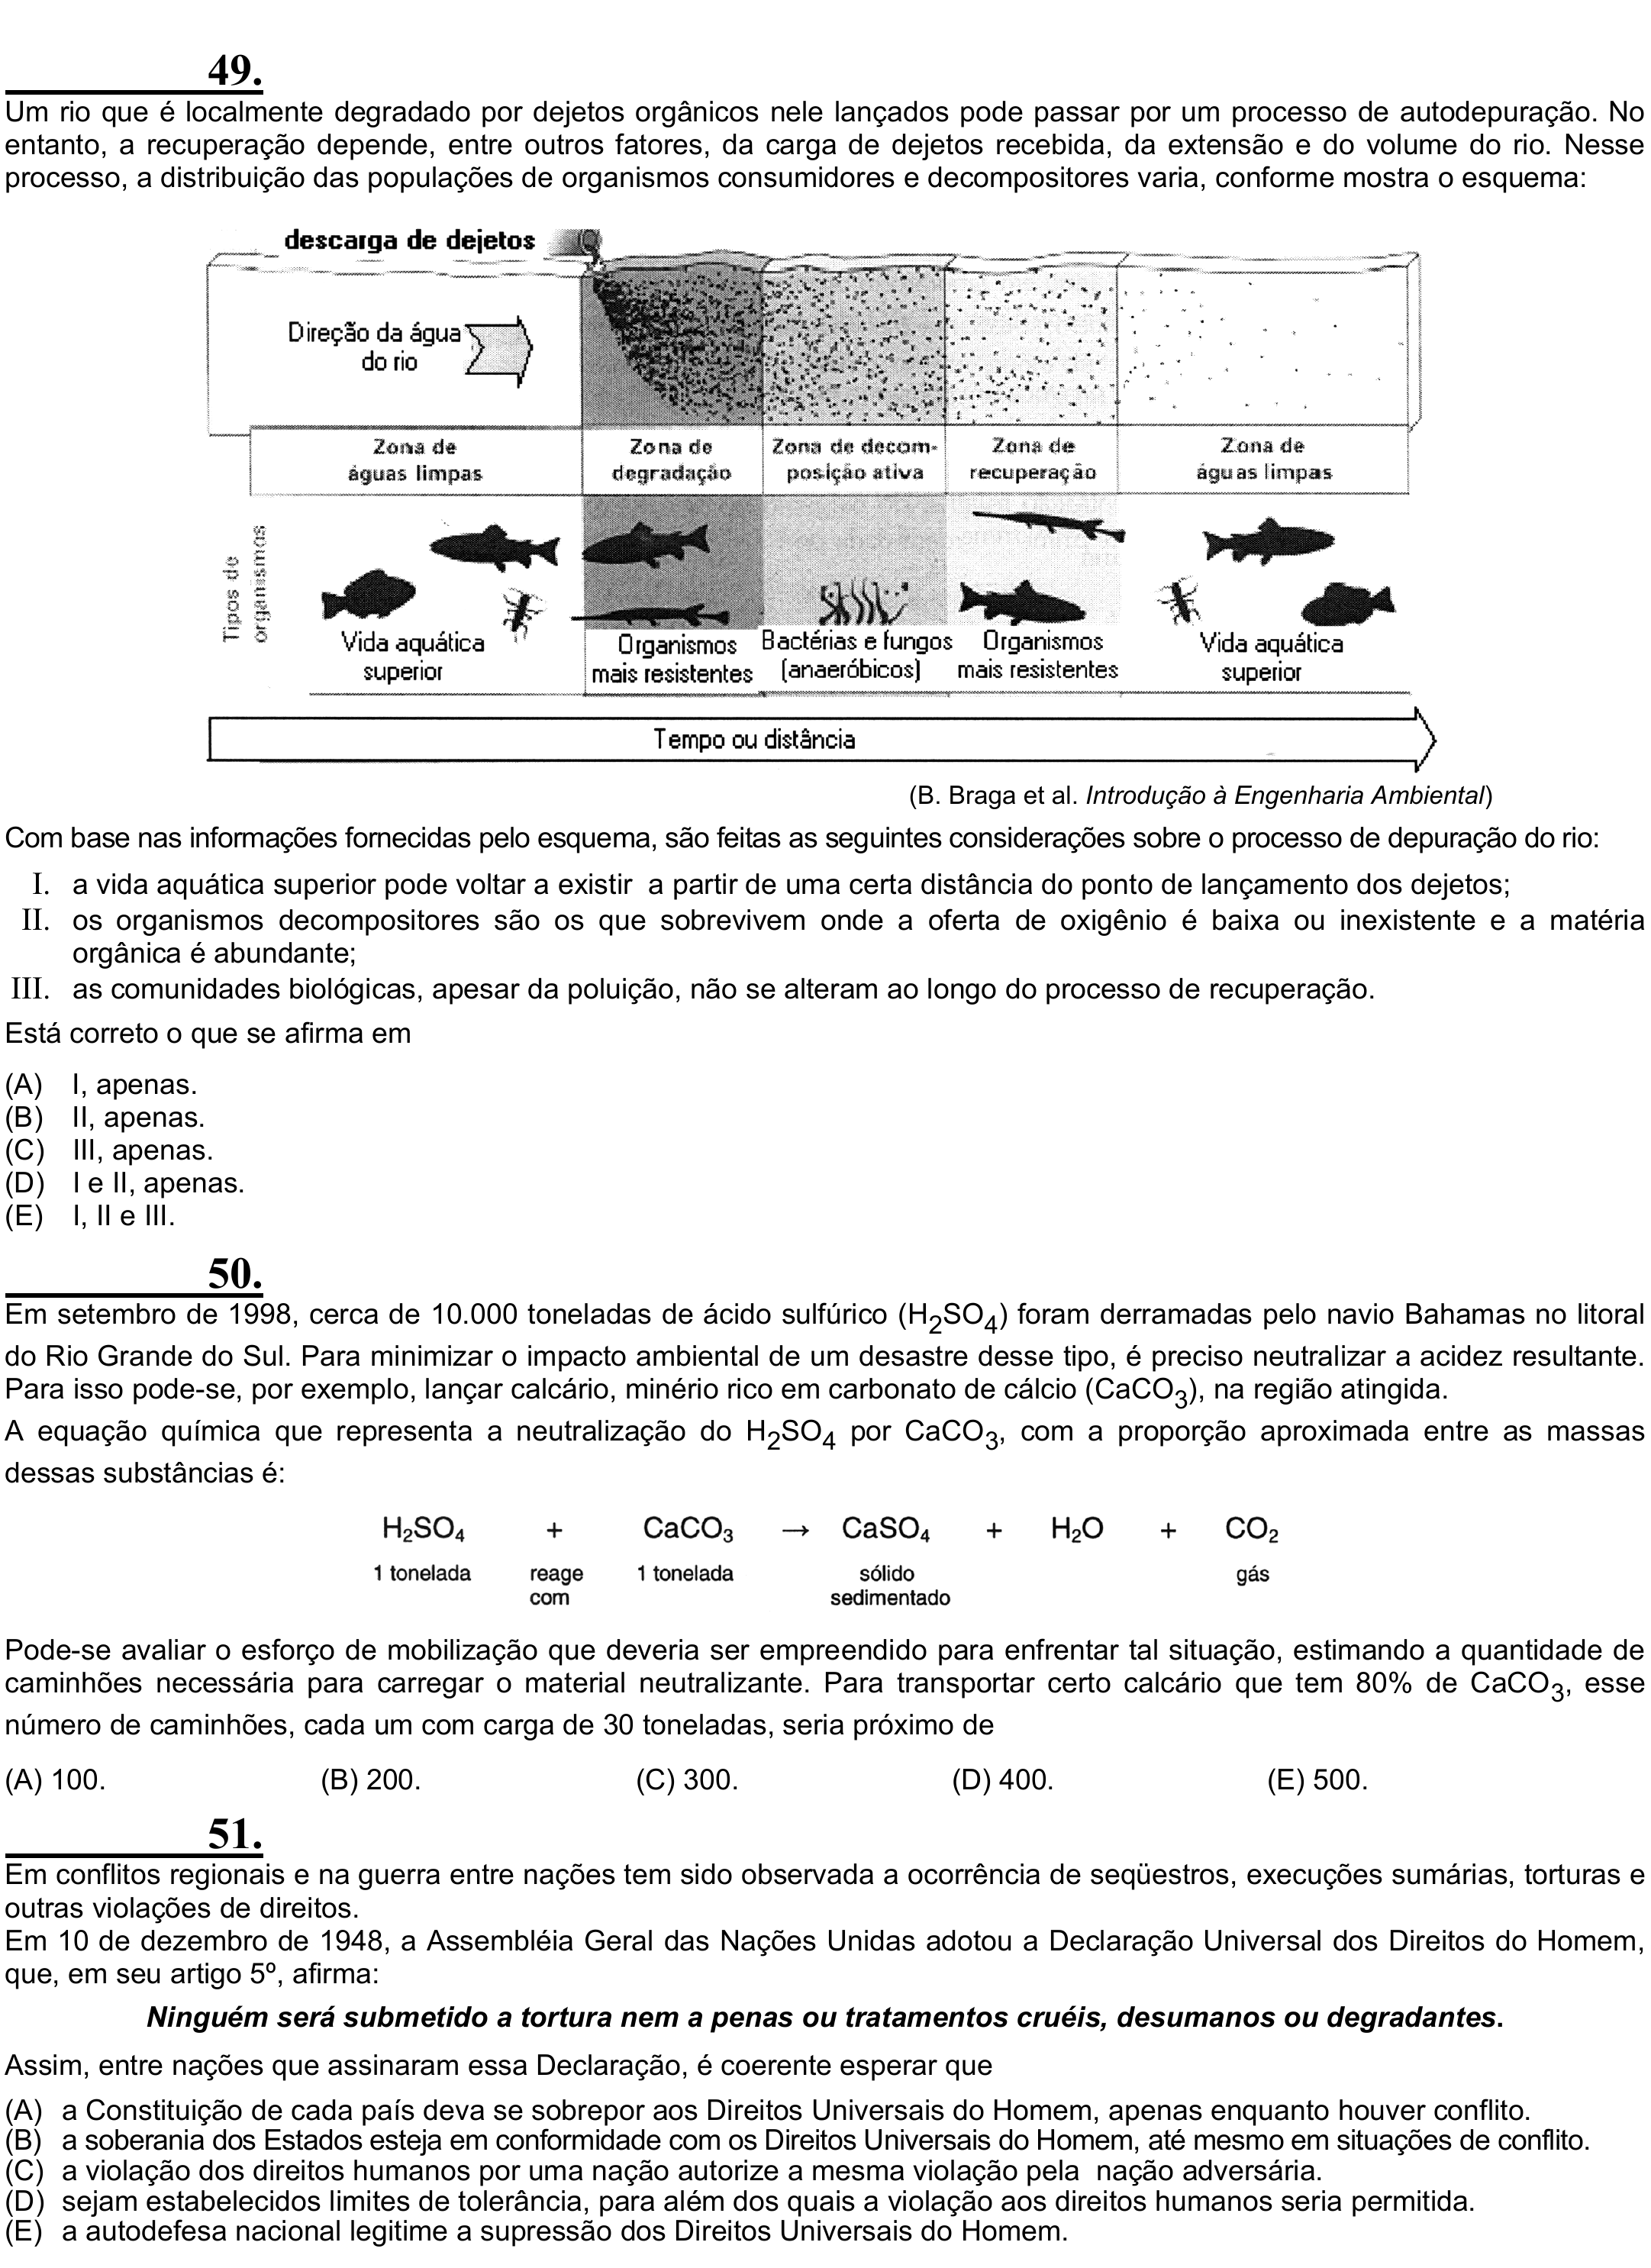 49.
Um rio que é localmente degradado por dejetos orgânicos nele lançados pode passar por um processo de autodepuração. No
entanto, a recuperação depende, entre outros fatores, da carga de dejetos recebida, da extensão e do volume do rio. Nesse
processo, a distribuição das populações de organismos consumidores e decompositores varia, conforme mostra o esquema:
descarga de dejetos
Direção da água
do rio
Zona de
águas limpas
Zona de
degradação
Zona de decom-
posição ativa
Zona de
recuperação
Zona de
águas limpas
Tipos de
organismos
Vida aquática
superior
Organismos
mais resistentes
Bactérias e fungos
(anaeróbicos)
Organismos
mais resistentes
Vida aquática
superior
Tempo ou distância
(B. Braga et al. Introdução à Engenharia Ambiental)
Com base nas informações fornecidas pelo esquema, são feitas as seguintes considerações sobre o processo de depuração do rio:
I. a vida aquática superior pode voltar a existir a partir de uma certa distância do ponto de lançamento dos dejetos;
II. os organismos decompositores são os que sobrevivem onde a oferta de oxigênio é baixa ou inexistente e a matéria
orgânica é abundante;
III. as comunidades biológicas, apesar da poluição, não se alteram ao longo do processo de recuperação.
Está correto o que se afirma em
(A) I, apenas.
(B) II, apenas.
(C) III, apenas.
(D) I e II, apenas.
(E) I, II e III.
50.
Em setembro de 1998, cerca de 10.000 toneladas de ácido sulfúrico (H2SO4) foram derramadas pelo navio Bahamas no litoral
do Rio Grande do Sul. Para minimizar o impacto ambiental de um desastre desse tipo, é preciso neutralizar a acidez resultante.
Para isso pode-se, por exemplo, lançar calcário, minério rico em carbonato de cálcio (CaCO3), na região atingida.
A equação química que representa a neutralização do H2SO4 por CaCO3, com a proporção aproximada entre as massas
dessas substâncias é:
H2SO4 + CaCO3 → CaSO4 + H2O + CO2
1 tonelada reage 1 tonelada sólido gás
com sedimentado
Pode-se avaliar o esforço de mobilização que deveria ser empreendido para enfrentar tal situação, estimando a quantidade de
caminhões necessária para carregar o material neutralizante. Para transportar certo calcário que tem 80% de CaCO3, esse
número de caminhões, cada um com carga de 30 toneladas, seria próximo de
(A) 100. (B) 200. (C) 300. (D) 400. (E) 500.
51.
Em conflitos regionais e na guerra entre nações tem sido observada a ocorrência de seqüestros, execuções sumárias, torturas e
outras violações de direitos.
Em 10 de dezembro de 1948, a Assembléia Geral das Nações Unidas adotou a Declaração Universal dos Direitos do Homem,
que, em seu artigo 5º, afirma:
Ninguém será submetido a tortura nem a penas ou tratamentos cruéis, desumanos ou degradantes.
Assim, entre nações que assinaram essa Declaração, é coerente esperar que
(A) a Constituição de cada país deva se sobrepor aos Direitos Universais do Homem, apenas enquanto houver conflito.
(B) a soberania dos Estados esteja em conformidade com os Direitos Universais do Homem, até mesmo em situações de conflito.
(C) a violação dos direitos humanos por uma nação autorize a mesma violação pela nação adversária.
(D) sejam estabelecidos limites de tolerância, para além dos quais a violação aos direitos humanos seria permitida.
(E) a autodefesa nacional legitime a supressão dos Direitos Universais do Homem.